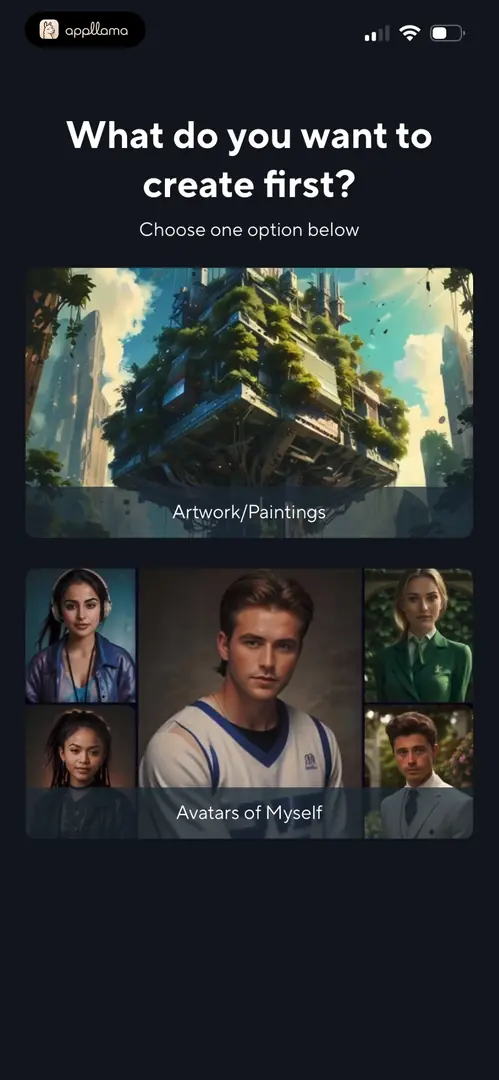 appllama
What do you want to
create first?
Choose one option below
Artwork/Paintings
Avatars of Myself